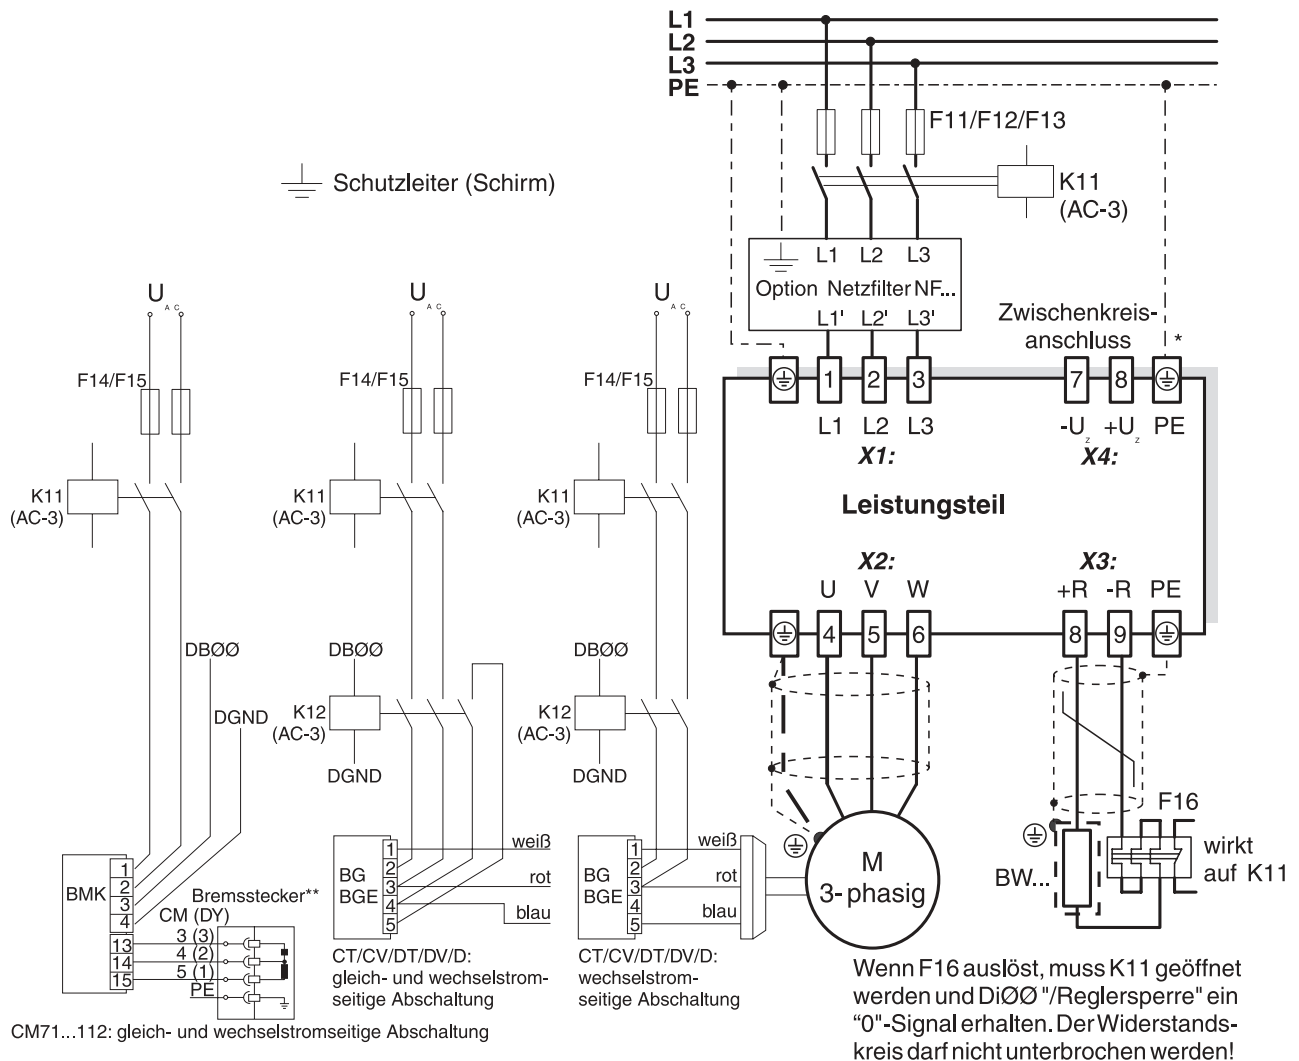 L1
L2
L3
PE
F11/F12/F13
K11
(AC-3)
Schutzleiter (Schirm)
L1 L2 L3
Option Netzfilter NF...
L1' L2' L3'
Zwischenkreis-
anschluss
*
1 2 3
7 8
L1 L2 L3
-Uz +Uz PE
X1:
X4:
Leistungsteil
X2:
X3:
U V W
+R -R PE
4 5 6
8 9
M
3-phasig
BW...
F16
wirkt
auf K11
Wenn F16 auslöst, muss K11 geöffnet
werden und DiØØ "/Reglersperre" ein
"0"-Signal erhalten. Der Widerstands-
kreis darf nicht unterbrochen werden!
UAC
F14/F15
K11
(AC-3)
DBØØ
DGND
BMK
1
2
3
4
13
14
15
Bremsstecker**
CM (DY)
3 (3)
4 (2)
5 (1)
PE
CM71...112: gleich- und wechselstromseitige Abschaltung
UAC
F14/F15
K11
(AC-3)
DBØØ
K12
(AC-3)
DGND
BG
BGE
1
2
3
4
5
weiß
rot
blau
CT/CV/DT/DV/D:
gleich- und wechselstrom-
seitige Abschaltung
UAC
F14/F15
K11
(AC-3)
DBØØ
K12
(AC-3)
DGND
BG
BGE
1
2
3
4
5
weiß
rot
blau
CT/CV/DT/DV/D:
wechselstrom-
seitige Abschaltung